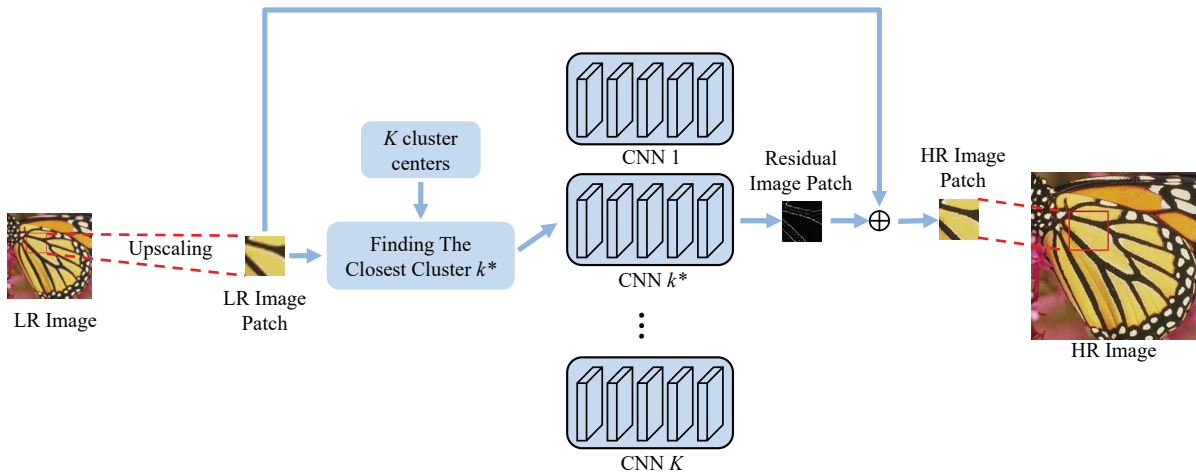 LR Image
Upscaling
LR Image
Patch
K cluster
centers
Finding The
Closest Cluster k*
CNN 1
CNN k*
CNN K
Residual
Image Patch
HR Image
Patch
HR Image